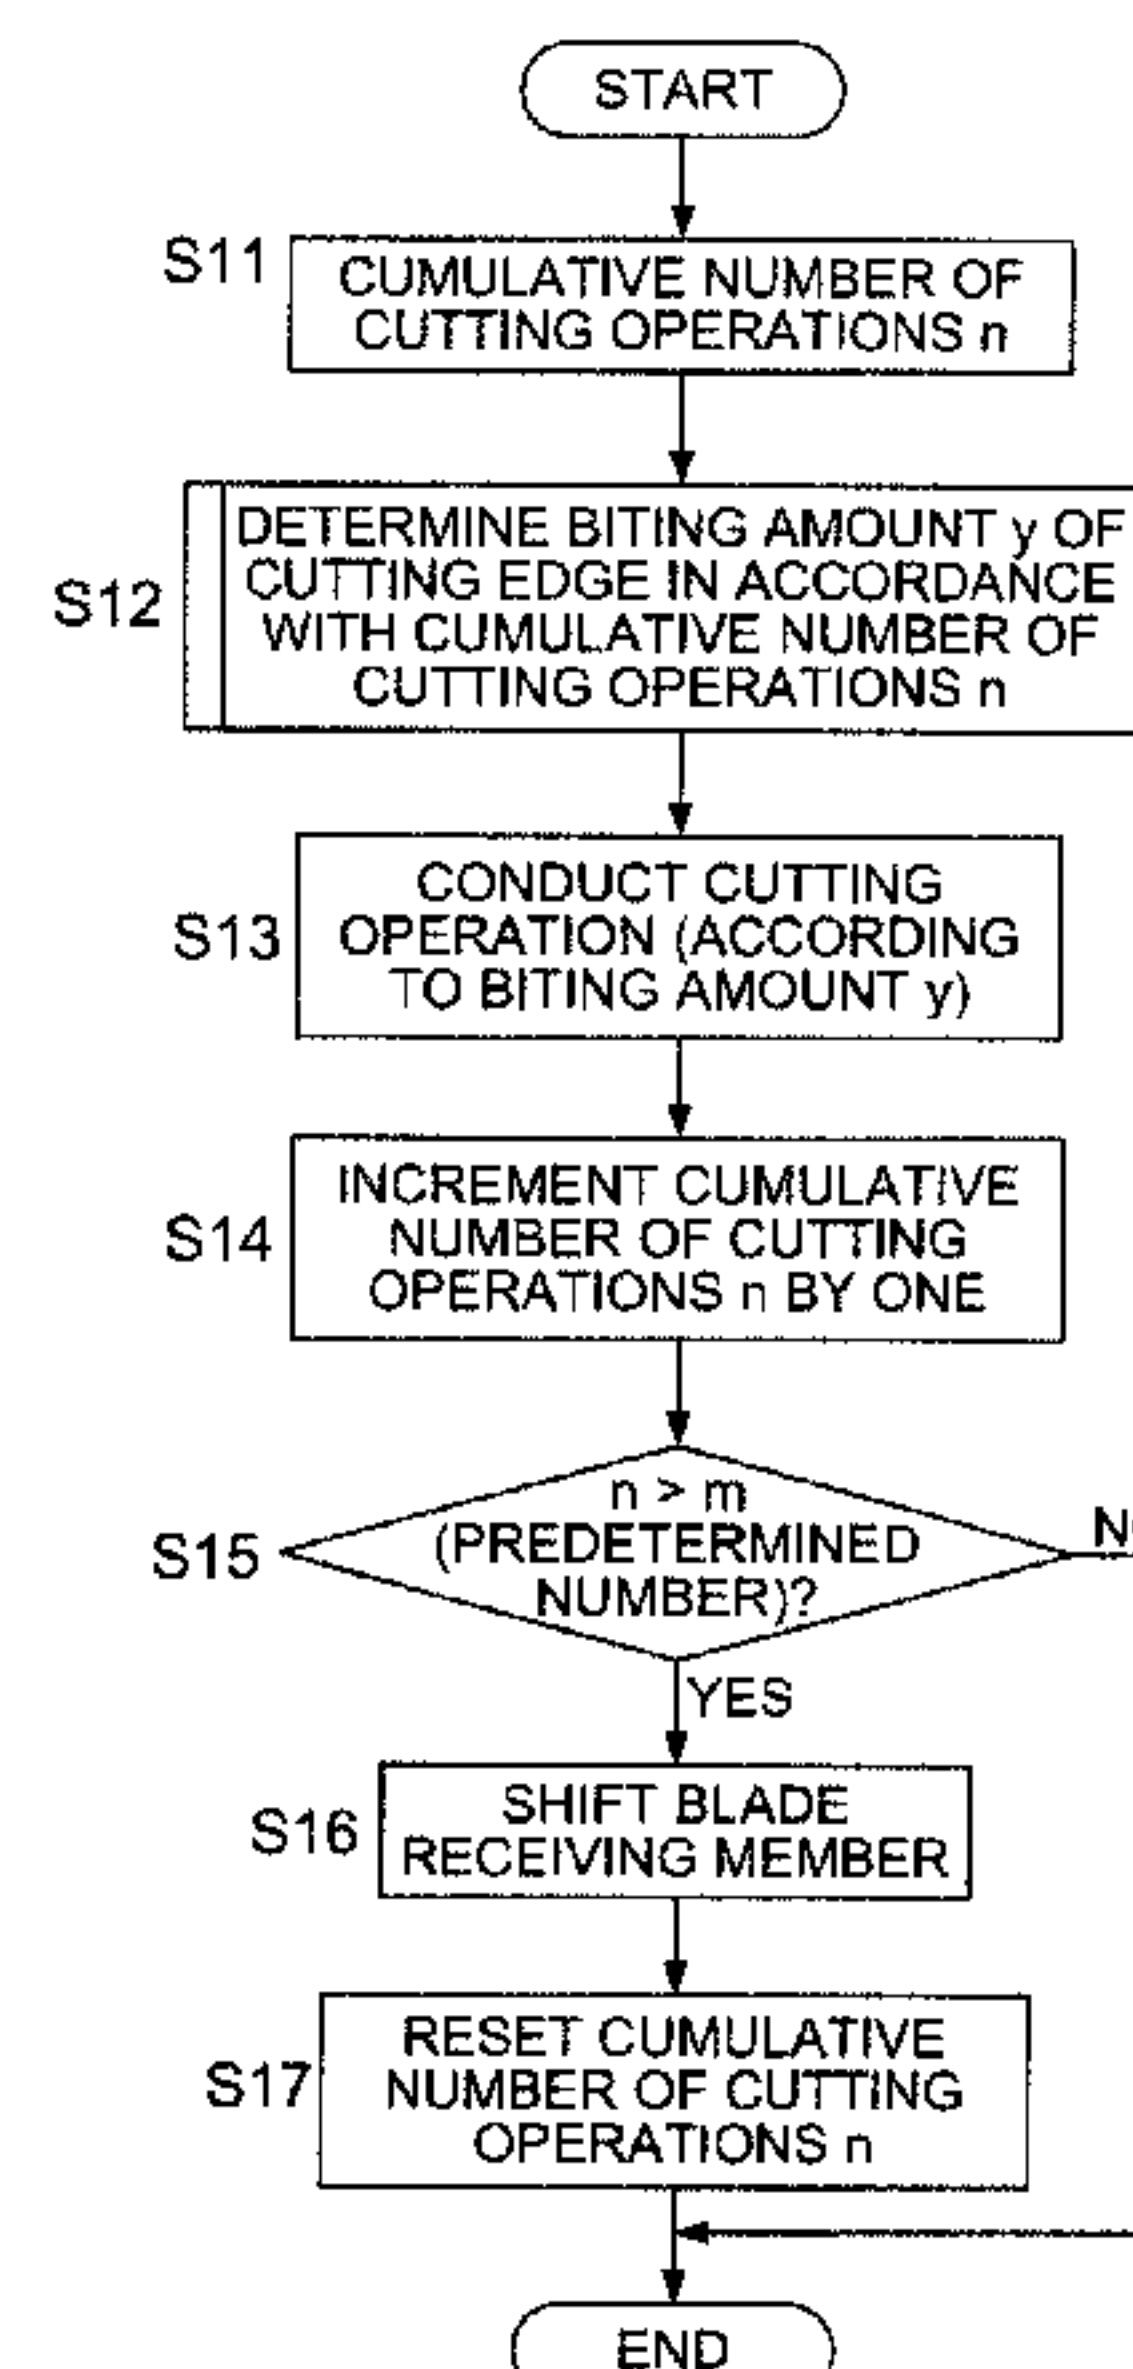 START
S11
CUMULATIVE NUMBER OF
CUTTING OPERATIONS n
S12
DETERMINE BITING AMOUNT y OF
CUTTING EDGE IN ACCORDANCE
WITH CUMULATIVE NUMBER OF
CUTTING OPERATIONS n
S13
CONDUCT CUTTING
OPERATION (ACCORDING
TO BITING AMOUNT y)
S14
INCREMENT CUMULATIVE
NUMBER OF CUTTING
OPERATIONS n BY ONE
S15
n > m
(PREDETERMINED
NUMBER)?
NO
YES
S16
SHIFT BLADE
RECEIVING MEMBER
S17
RESET CUMULATIVE
NUMBER OF CUTTING
OPERATIONS n
END